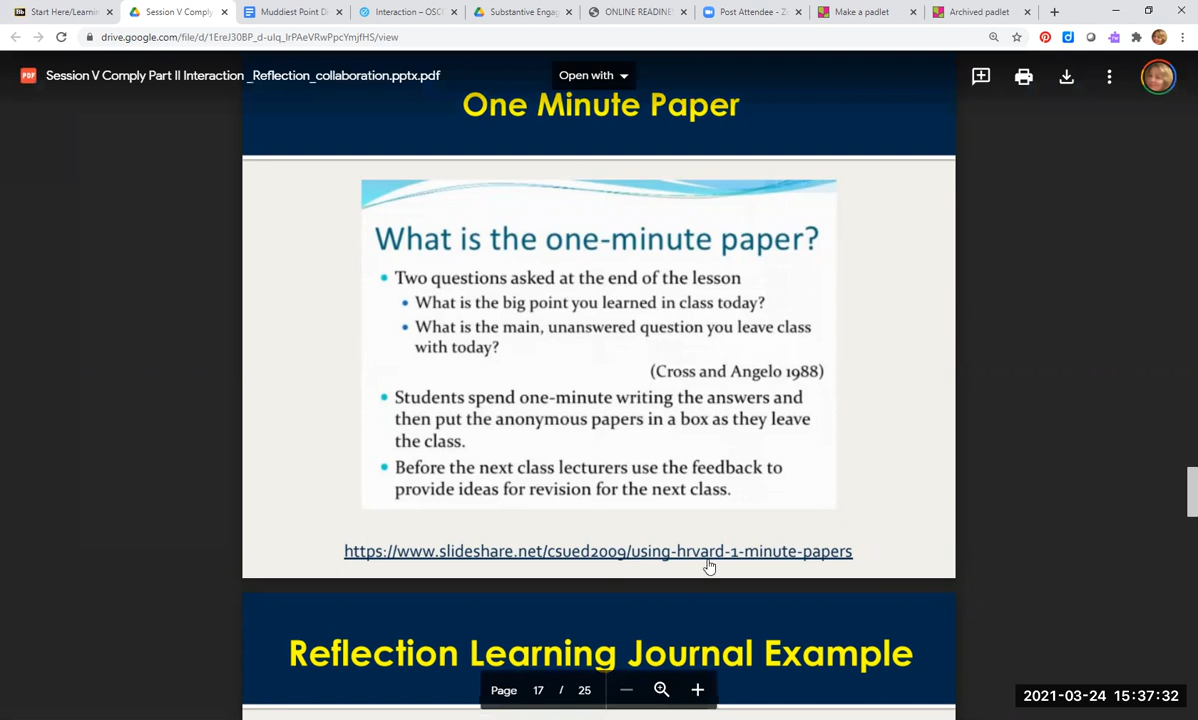 Start Here/Learnin
Session V Comply
Muddiest Point Di
Interaction – OSC
Substantive Engag
ONLINE READINES
Post Attendee - Zo
Make a padlet
Archived padlet
drive.google.com/file/d/1EreJ30BP_d-uIq_IrPAeVRwPpcYmjfHS/view
PDF
Session V Comply Part II Interaction _Reflection_collaboration.pptx.pdf
Open with
One Minute Paper
What is the one-minute paper?
• Two questions asked at the end of the lesson
• What is the big point you learned in class today?
• What is the main, unanswered question you leave class
with today?
(Cross and Angelo 1988)
• Students spend one-minute writing the answers and
then put the anonymous papers in a box as they leave
the class.
• Before the next class lecturers use the feedback to
provide ideas for revision for the next class.
https://www.slideshare.net/csued2009/using-hrvard-1-minute-papers
Reflection Learning Journal Example
Page 17 / 25
2021-03-24 15:37:32